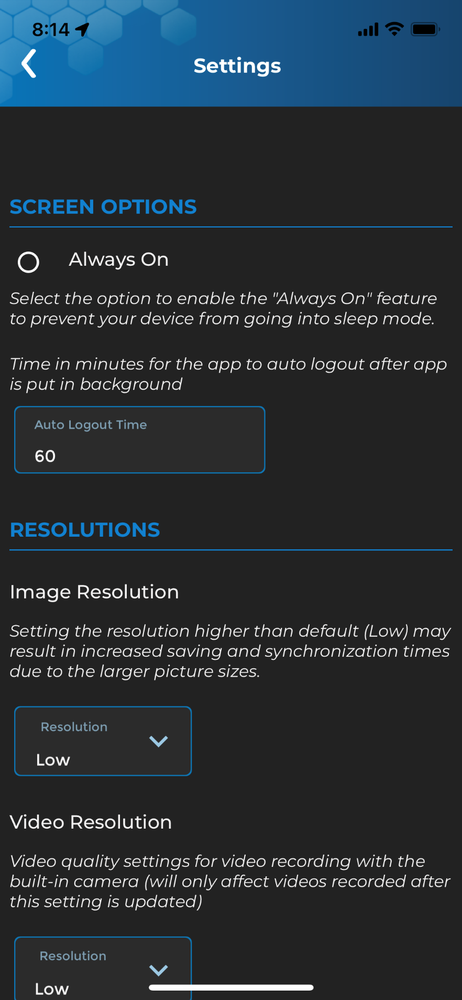 8:14
Settings
SCREEN OPTIONS
Always On
Select the option to enable the "Always On" feature
to prevent your device from going into sleep mode.
Time in minutes for the app to auto logout after app
is put in background
Auto Logout Time
60
RESOLUTIONS
Image Resolution
Setting the resolution higher than default (Low) may
result in increased saving and synchronization times
due to the larger picture sizes.
Resolution
Low
Video Resolution
Video quality settings for video recording with the
built-in camera (will only affect videos recorded after
this setting is updated)
Resolution
Low